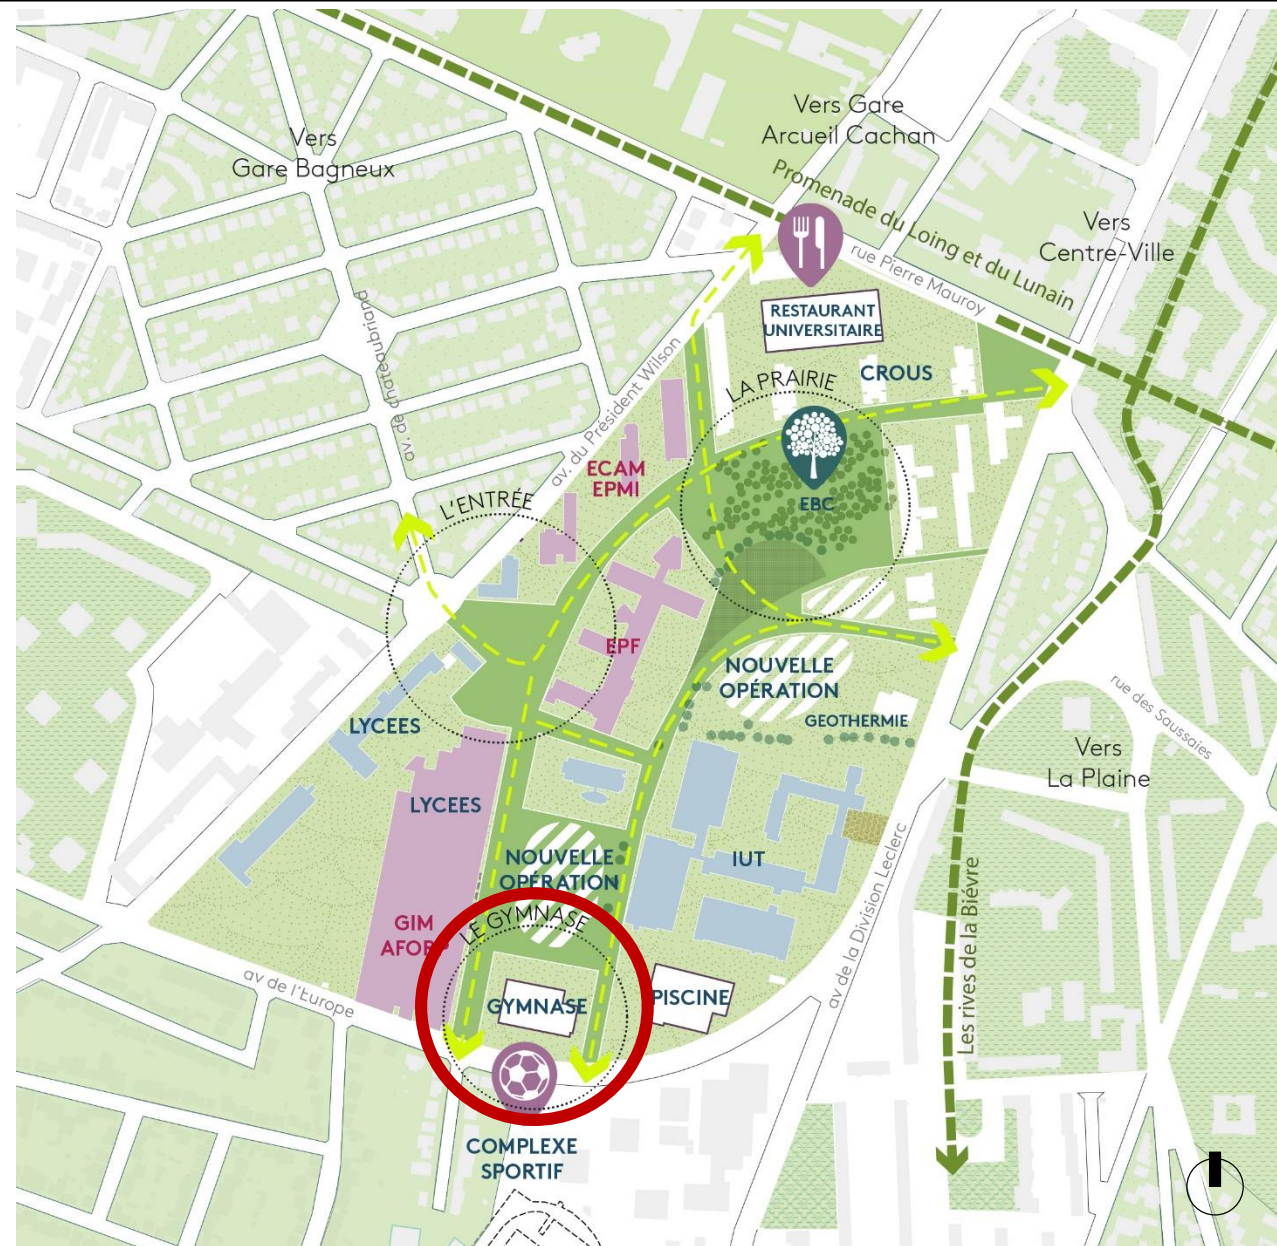 Vers
Gare Bagneux
Vers Gare
Arcueil Cachan
Promenade du Loing et du Lunain
Vers
Centre-Ville
rue Pierre Mauroy
RESTAURANT
UNIVERSITAIRE
av. de chateaubriand
av. du Président Wilson
LA PRAIRIE
CROUS
ECAM
EPMI
L'ENTRÉE
EBC
EPF
NOUVELLE
OPÉRATION
GEOTHERMIE
rue des Saussaies
Vers
La Plaine
LYCEES
LYCEES
NOUVELLE
OPÉRATION
IUT
av de la Division Leclerc
Les rives de la Biévre
GIM
AFORP
LE GYMNASE
GYMNASE
PISCINE
av de l'Europe
COMPLEXE
SPORTIF